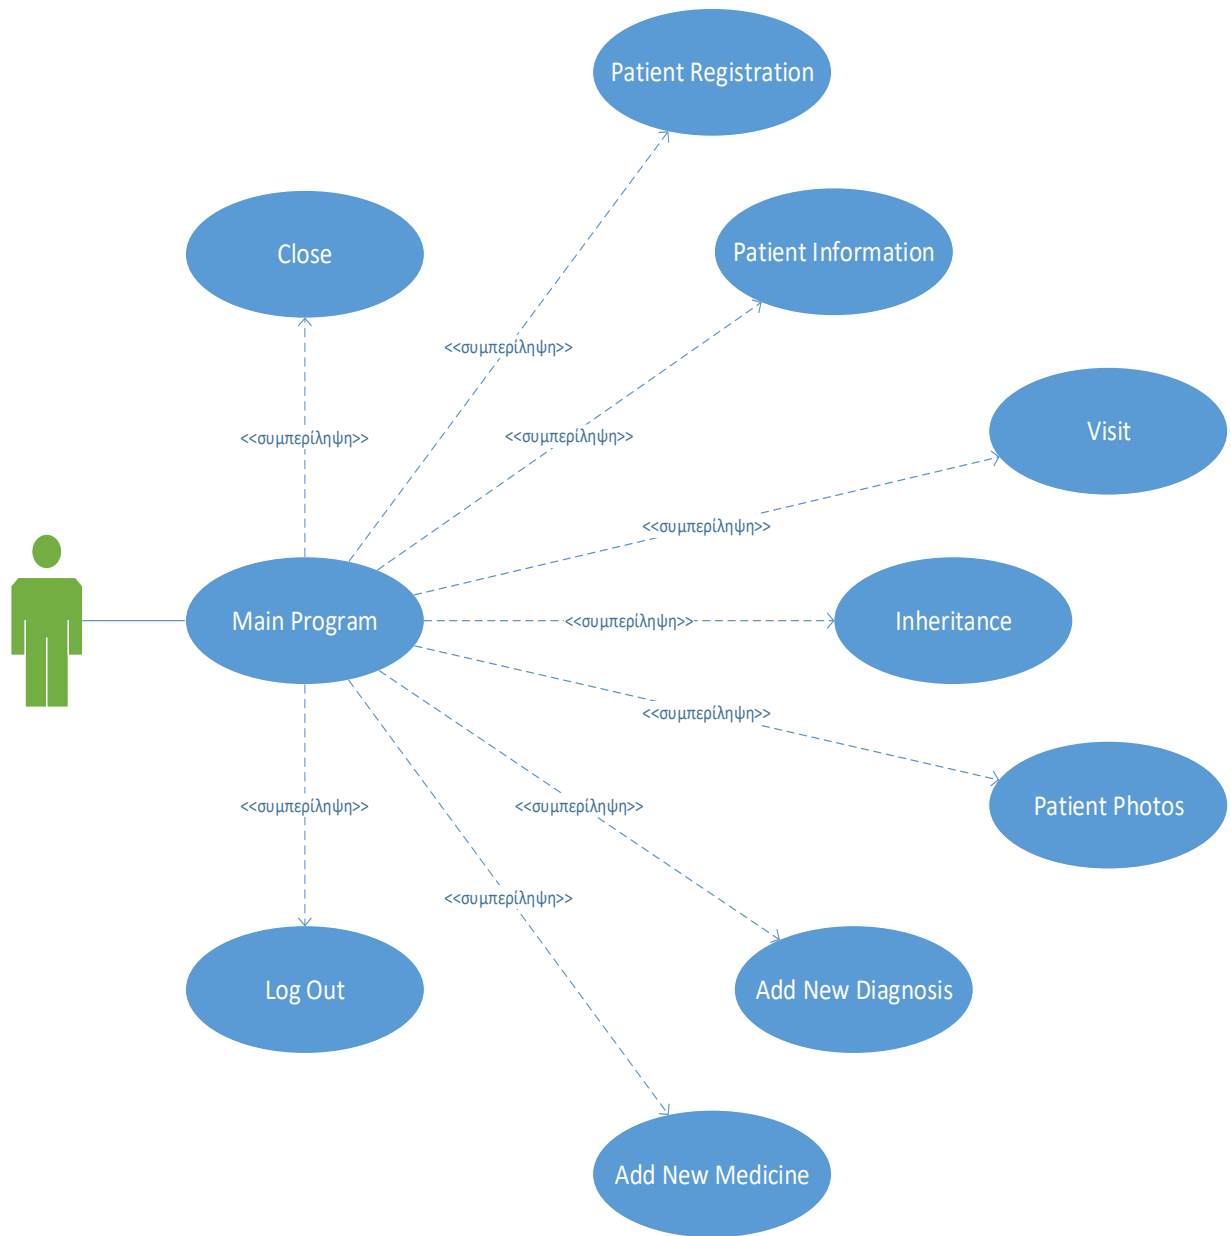 Patient Registration
Close
Patient Information
<<συμπερίληψη>>
<<συμπερίληψη>>
<<συμπερίληψη>>
Visit
<<συμπερίληψη>>
Main Program
<<συμπερίληψη>>
Inheritance
<<συμπερίληψη>>
<<συμπερίληψη>>
<<συμπερίληψη>>
Patient Photos
<<συμπερίληψη>>
Log Out
Add New Diagnosis
Add New Medicine